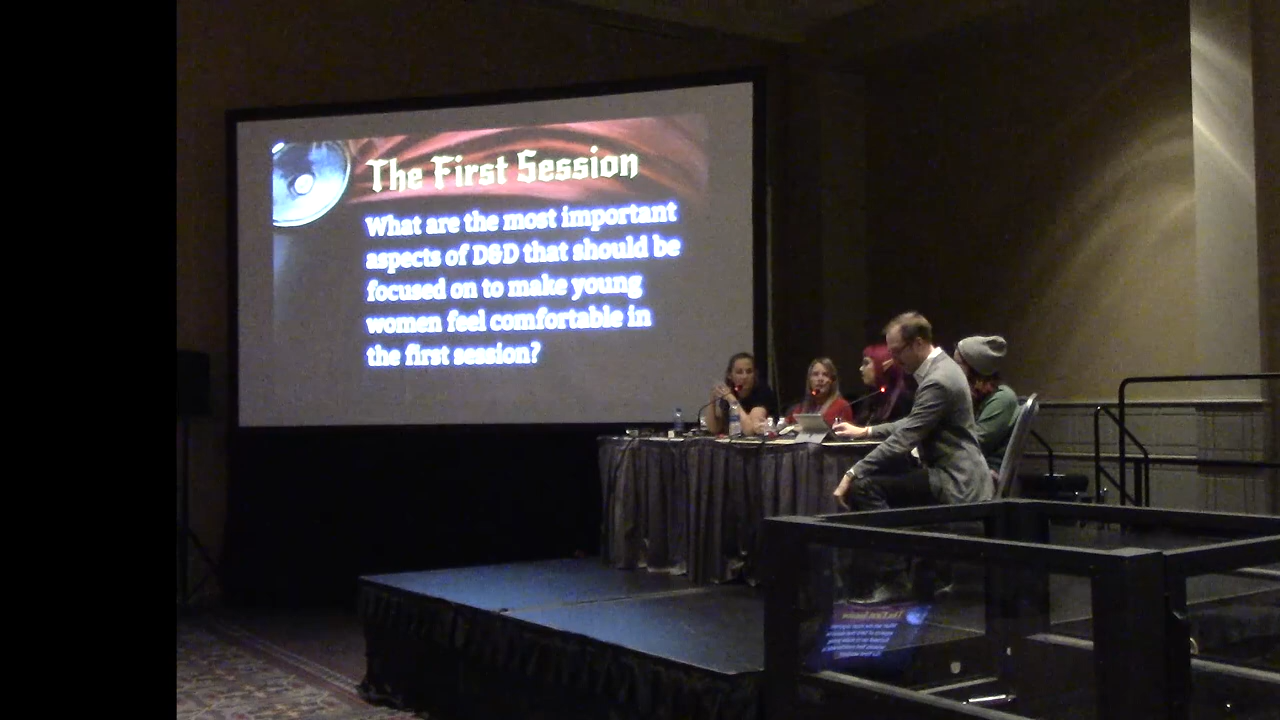 The First Session
What are the most important
aspects of D&D that should be
focused on to make young
women feel comfortable in
the first session?